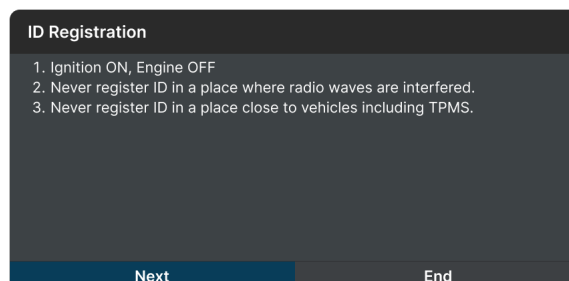 ID Registration
1. Ignition ON, Engine OFF
2. Never register ID in a place where radio waves are interfered.
3. Never register ID in a place close to vehicles including TPMS.
Next End